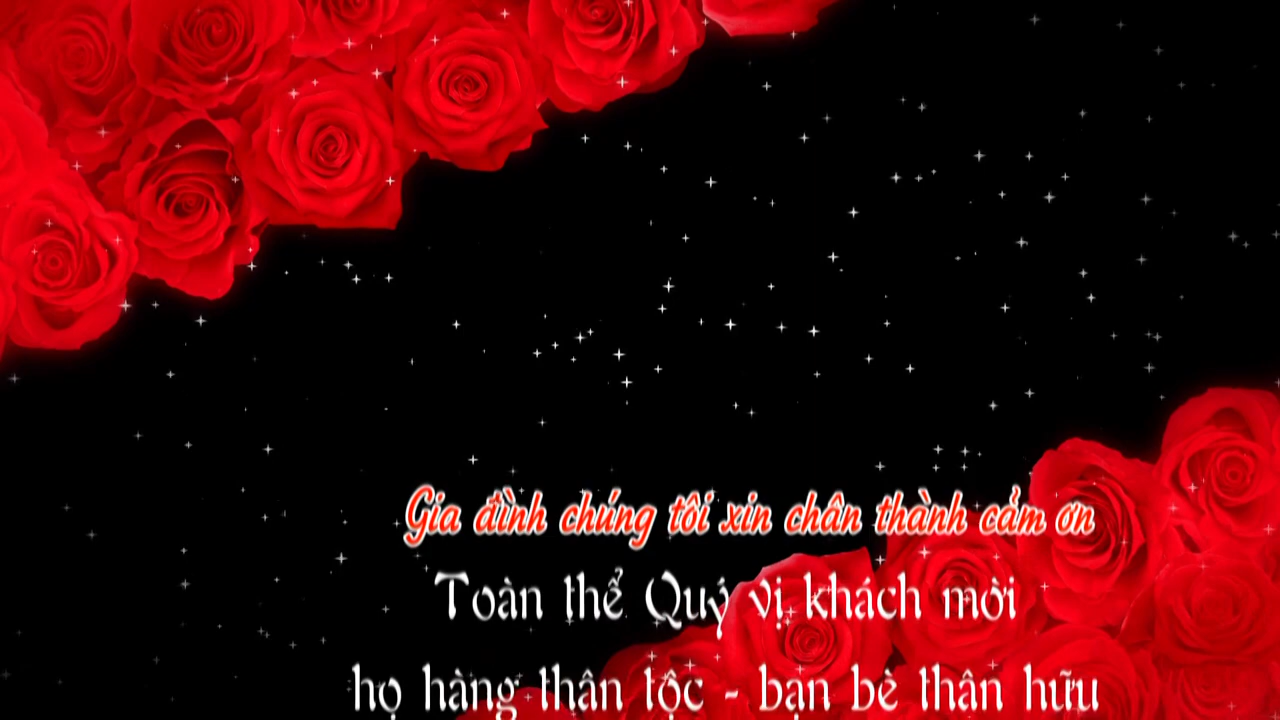 Gia đình chúng tôi xin chân thành cảm ơn
Toàn thể Quý vị khách mời
họ hàng thân tộc - bạn bè thân hữu